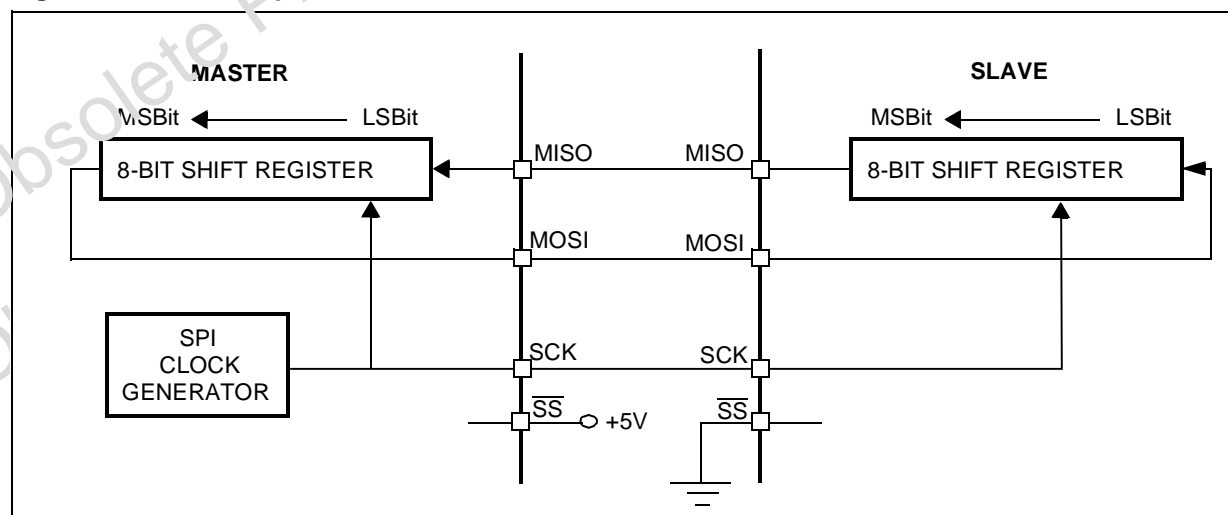 Obsolete
MASTER
SLAVE
MSBit
LSBit
MSBit
LSBit
8-BIT SHIFT REGISTER
MISO
MISO
8-BIT SHIFT REGISTER
MOSI
MOSI
SPI
CLOCK
GENERATOR
SCK
SCK
SS
+5V
SS